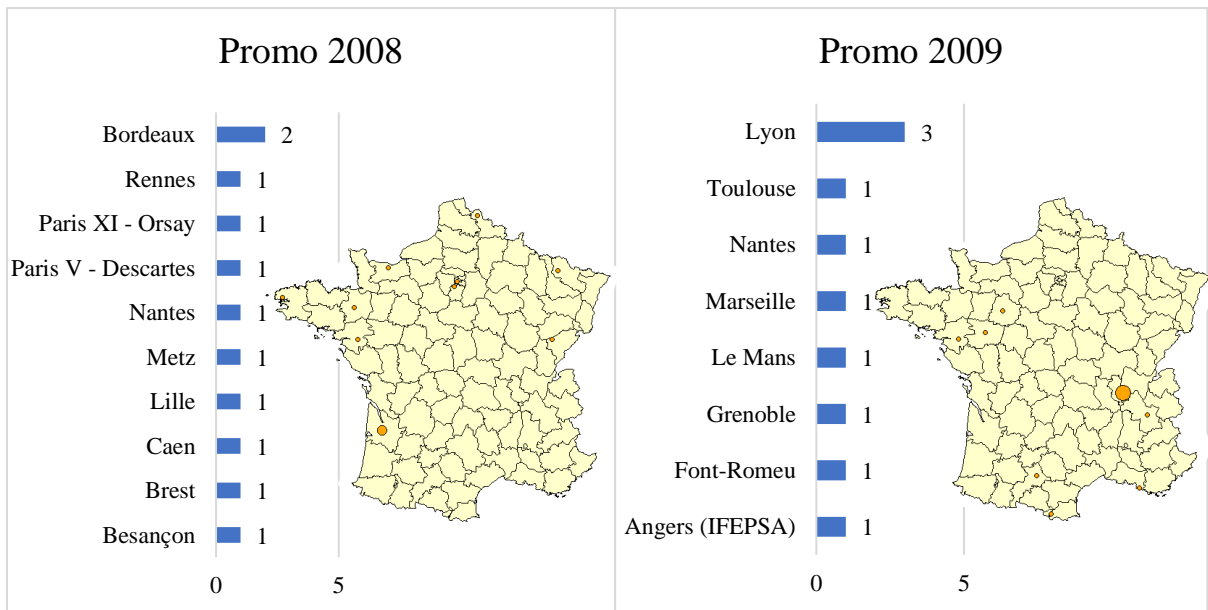 Promo 2008
Bordeaux 2
Rennes 1
Paris XI - Orsay 1
Paris V - Descartes 1
Nantes 1
Metz 1
Lille 1
Caen 1
Brest 1
Besançon 1
0 5
Promo 2009
Lyon 3
Toulouse 1
Nantes 1
Marseille 1
Le Mans 1
Grenoble 1
Font-Romeu 1
Angers (IFEPSA) 1
0 5